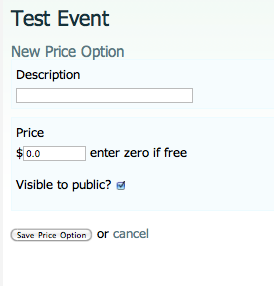 Test Event
New Price Option
Description
Price
$0.0 enter zero if free
Visible to public?
Save Price Option or cancel